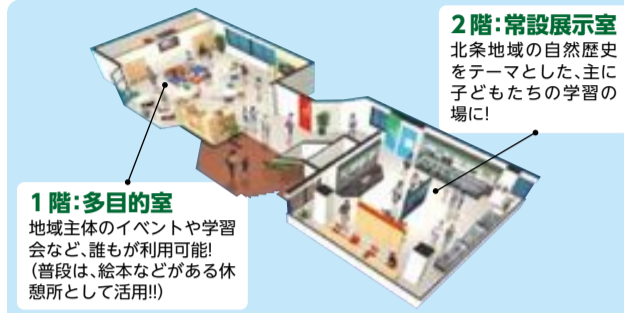 2階:常設展示室
北条地域の自然歴史
をテーマとした、主に
子どもたちの学習の
場に!
1階:多目的室
地域主体のイベントや学習
会など、誰もが利用可能!
(普段は、絵本などがある休
憩所として活用!!)